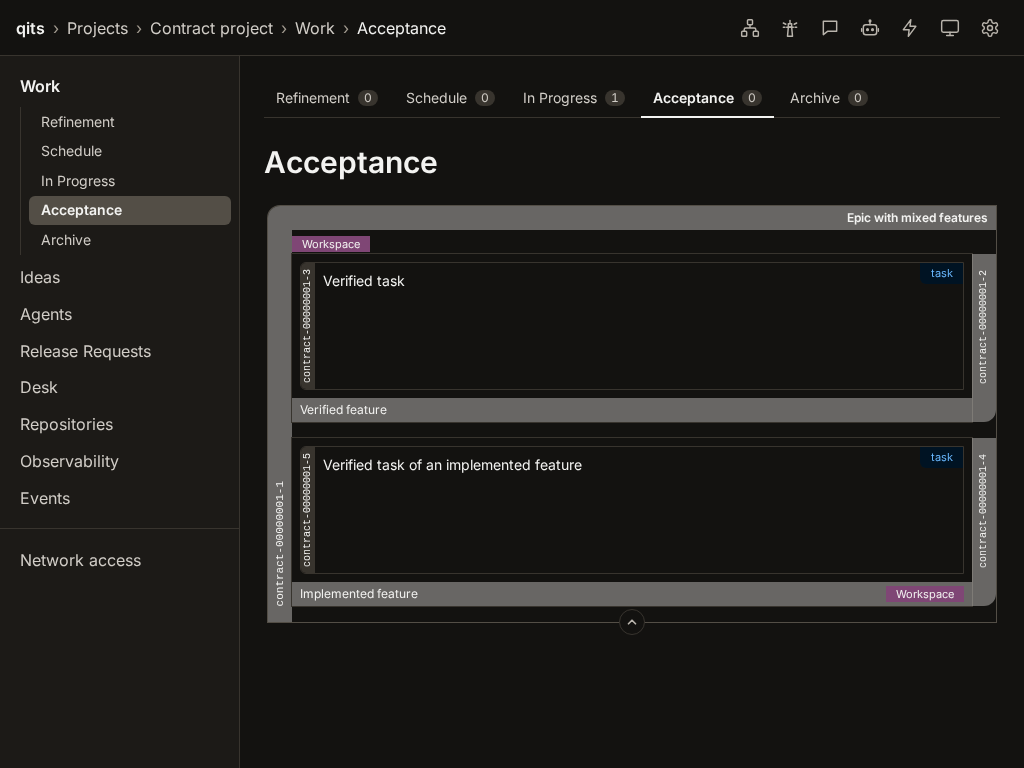 qits › Projects › Contract project › Work › Acceptance
Work
Refinement
Schedule
In Progress
Acceptance
Archive
Ideas
Agents
Release Requests
Desk
Repositories
Observability
Events
Network access
Refinement 0
Schedule 0
In Progress 1
Acceptance 0
Archive 0
Acceptance
Epic with mixed features
Workspace
contract-00000001-3
Verified task
task
contract-00000001-2
Verified feature
contract-00000001-5
Verified task of an implemented feature
task
contract-00000001-4
contract-00000001-1
Implemented feature
Workspace